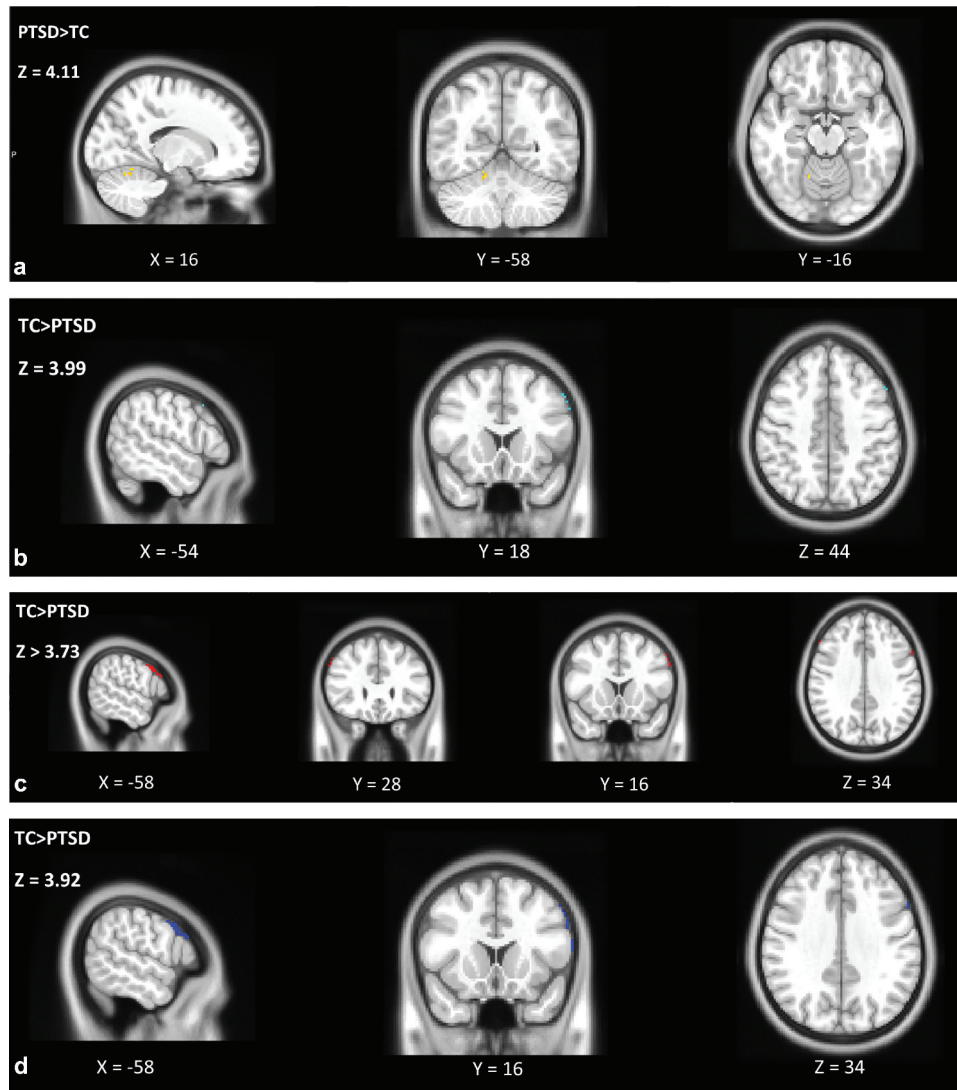 PTSD>TC
Z = 4.11
P
X = 16
Y = -58
Y = -16
a
TC>PTSD
Z = 3.99
X = -54
Y = 18
Z = 44
b
TC>PTSD
Z > 3.73
X = -58
Y = 28
Y = 16
Z = 34
c
TC>PTSD
Z = 3.92
X = -58
Y = 16
Z = 34
d